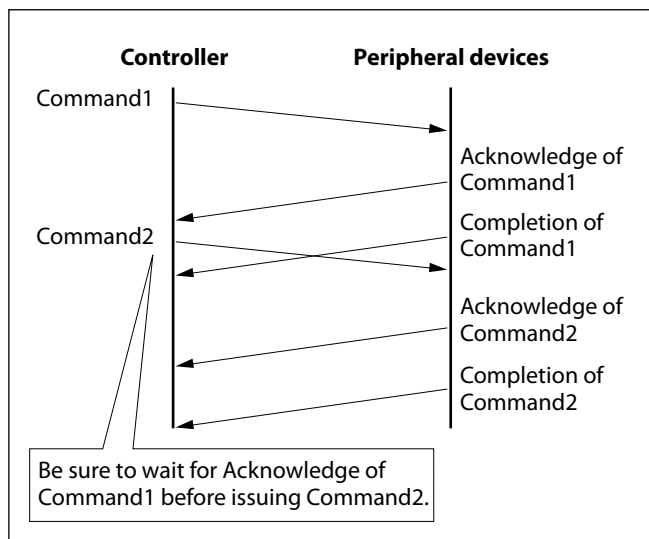 Controller
Peripheral devices
Command1
Acknowledge of
Command1
Command2
Completion of
Command1
Acknowledge of
Command2
Completion of
Command2
Be sure to wait for Acknowledge of
Command1 before issuing Command2.